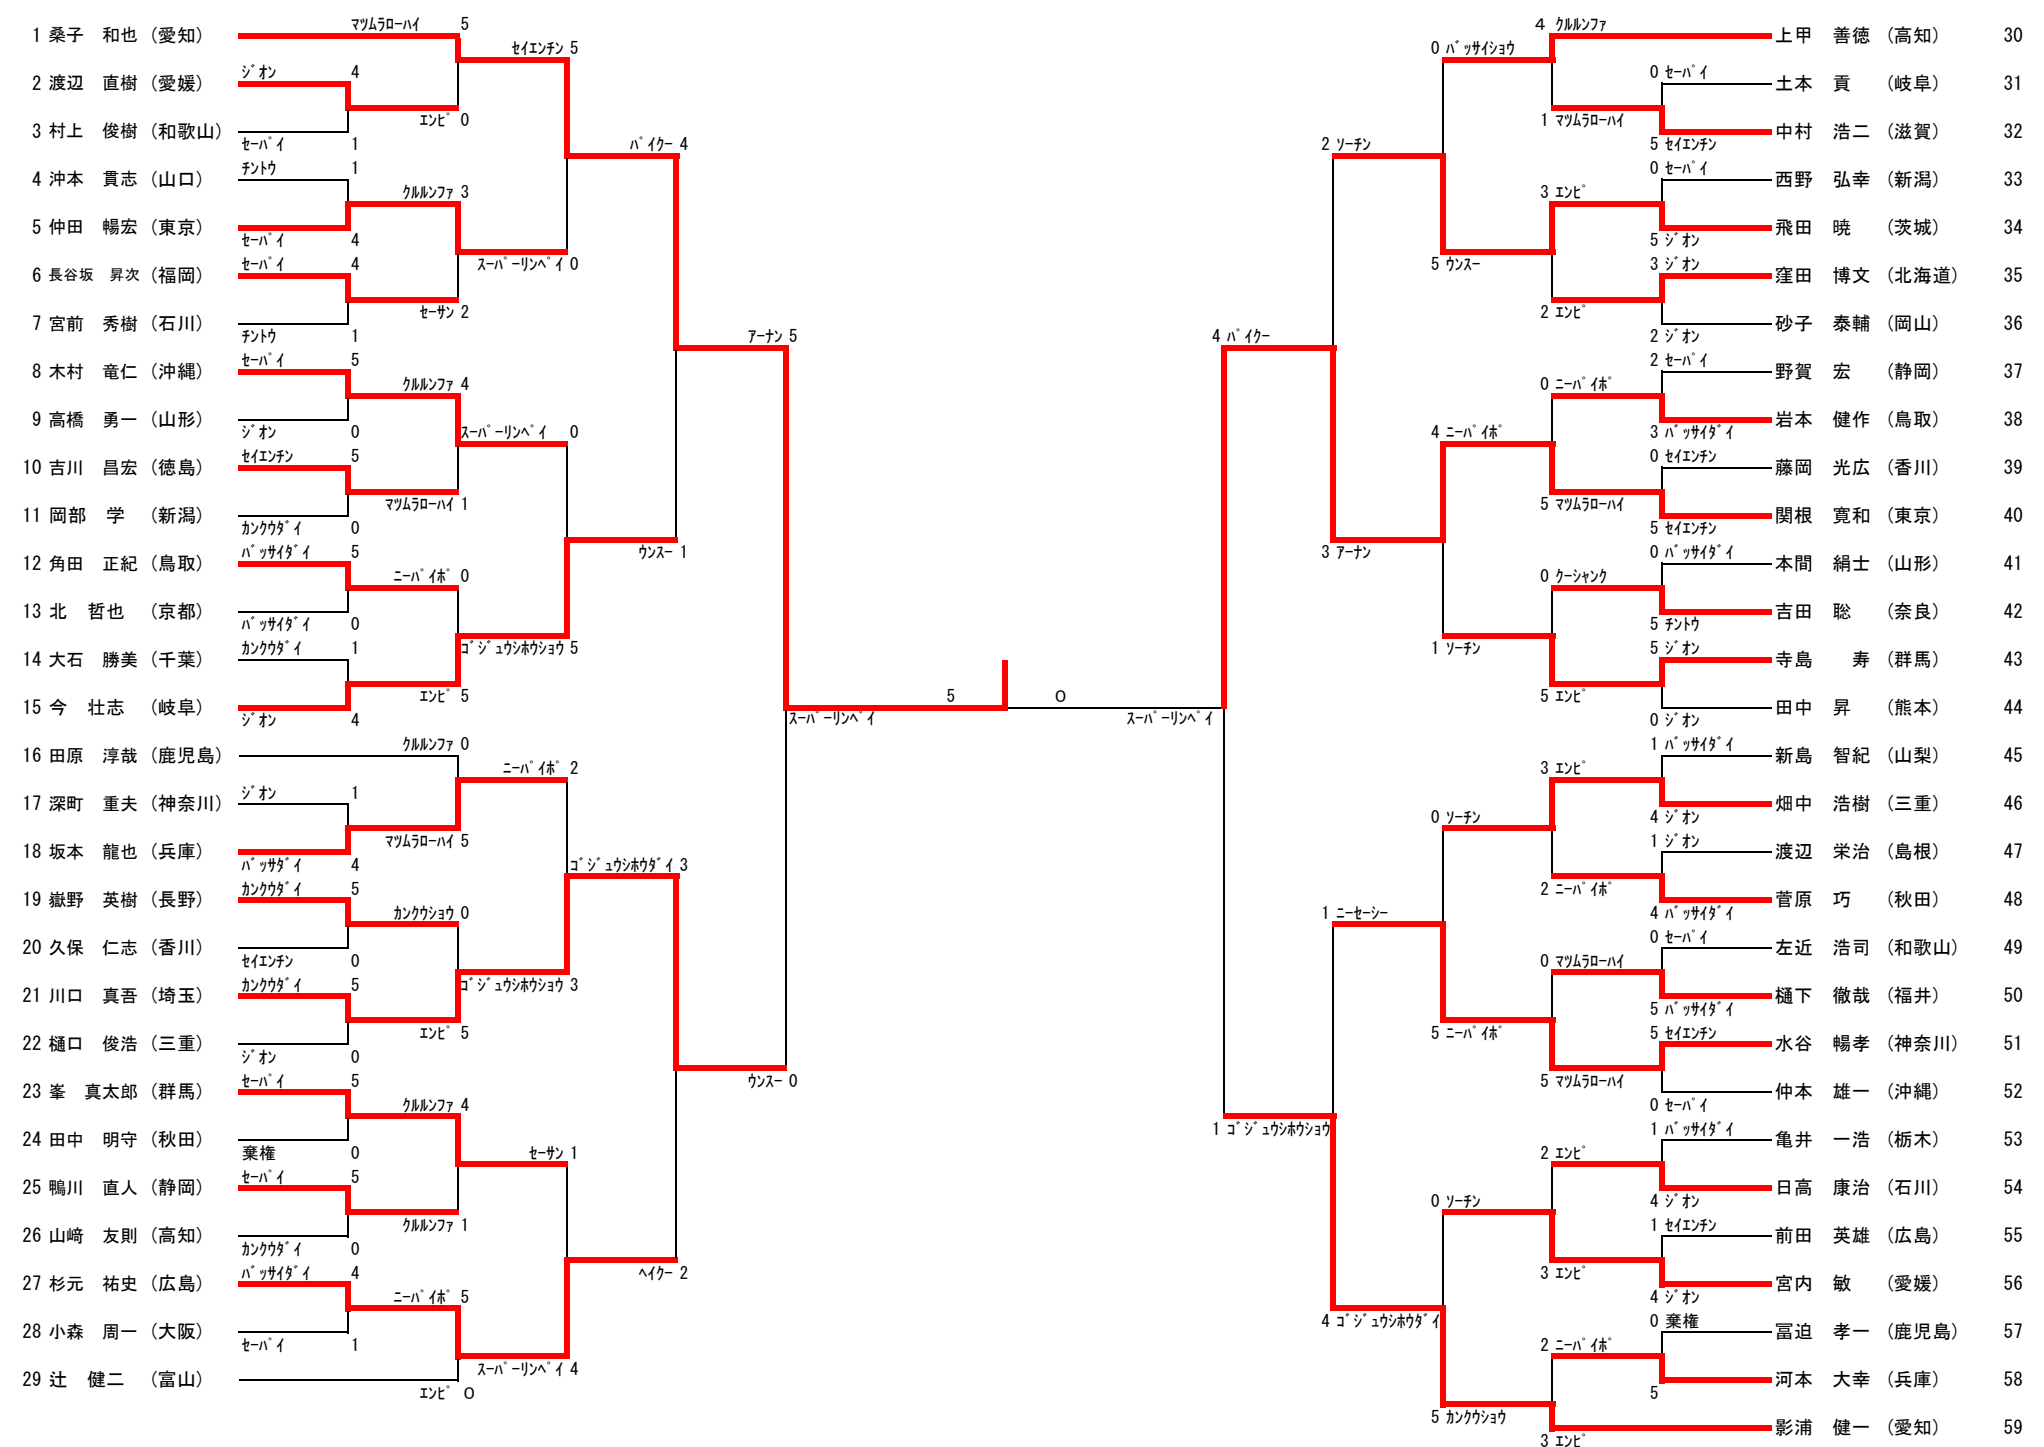 マツムラローハイ 5
1 桑子 和也 (愛知)
セイエンチン 5
ジオン 4
2 渡辺 直樹 (愛媛)
エンピ 0
3 村上 俊樹 (和歌山)
セーパイ 1
パイクー 4
チントウ 1
4 沖本 貫志 (山口)
クルルンファ 3
5 仲田 暢宏 (東京)
セーパイ 4
セーパイ 4
スーパーリンペイ 0
6 長谷坂 昇次 (福岡)
セーサン 2
7 宮前 秀樹 (石川)
チントウ 1
アーナン 5
セーパイ 5
8 木村 竜仁 (沖縄)
クルルンファ 4
9 高橋 勇一 (山形)
ジオン 0
スーパーリンペイ 0
セイエンチン 5
10 吉川 昌宏 (徳島)
マツムラローハイ 1
11 岡部 学 (新潟)
カンクウダイ 0
ウンスー 1
バッサイダイ 5
12 角田 正紀 (鳥取)
ニーパイポ 0
13 北 哲也 (京都)
バッサイダイ 0
カンクウダイ 1
ゴジュウシホウショウ 5
14 大石 勝美 (千葉)
エンピ 5
15 今 壮志 (岐阜)
ジオン 4
スーパーリンペイ
5 0
スーパーリンペイ
クルルンファ 0
16 田原 淳哉 (鹿児島)
ニーパイポ 2
ジオン 1
17 深町 重夫 (神奈川)
マツムラローハイ 5
18 坂本 龍也 (兵庫)
バッサダイ 4
ゴジュウシホウダイ 3
カンクウダイ 5
19 嶽野 英樹 (長野)
カンクウショウ 0
20 久保 仁志 (香川)
セイエンチン 0
カンクウダイ 5
ゴジュウシホウショウ 3
21 川口 真吾 (埼玉)
エンピ 5
22 樋口 俊浩 (三重)
ジオン 0
ウンスー 0
セーパイ 5
23 峯 真太郎 (群馬)
クルルンファ 4
24 田中 明守 (秋田)
棄権 0
セーサン 1
セーパイ 5
25 鴨川 直人 (静岡)
クルルンファ 1
26 山﨑 友則 (高知)
カンクウダイ 0
ヘイクー 2
バッサイダイ 4
27 杉元 祐史 (広島)
ニーパイポ 5
28 小森 周一 (大阪)
セーパイ 1
スーパーリンペイ 4
29 辻 健二 (富山)
エンピ 0
4 クルルンファ
上甲 善徳 (高知) 30
0 バッサイショウ
0 セーパイ
土本 貢 (岐阜) 31
1 マツムラローハイ
中村 浩二 (滋賀) 32
5 セイエンチン
2 ソーチン
0 セーパイ
西野 弘幸 (新潟) 33
3 エンピ
飛田 暁 (茨城) 34
5 ジオン
5 ウンスー
3 ジオン
窪田 博文 (北海道) 35
2 エンピ
砂子 泰輔 (岡山) 36
2 ジオン
4 パイクー
2 セーパイ
野賀 宏 (静岡) 37
0 ニーパイポ
岩本 健作 (鳥取) 38
3 バッサイダイ
4 ニーパイポ
0 セイエンチン
藤岡 光広 (香川) 39
5 マツムラローハイ
関根 寛和 (東京) 40
5 セイエンチン
3 アーナン
0 バッサイダイ
本間 絹士 (山形) 41
0 クーシャンク
吉田 聡 (奈良) 42
5 チントウ
1 ソーチン
5 ジオン
寺島 寿 (群馬) 43
5 エンピ
田中 昇 (熊本) 44
0 ジオン
1 バッサイダイ
新島 智紀 (山梨) 45
3 エンピ
畑中 浩樹 (三重) 46
4 ジオン
0 ソーチン
1 ジオン
渡辺 栄治 (島根) 47
2 ニーパイポ
菅原 巧 (秋田) 48
4 バッサイダイ
1 ニーセーシー
0 セーパイ
左近 浩司 (和歌山) 49
0 マツムラローハイ
樋下 徹哉 (福井) 50
5 バッサイダイ
5 ニーパイポ
5 セイエンチン
水谷 暢孝 (神奈川) 51
5 マツムラローハイ
仲本 雄一 (沖縄) 52
0 セーパイ
1 ゴジュウシホウショウ
1 バッサイダイ
亀井 一浩 (栃木) 53
2 エンピ
日高 康治 (石川) 54
4 ジオン
0 ソーチン
1 セイエンチン
前田 英雄 (広島) 55
3 エンピ
宮内 敏 (愛媛) 56
4 ジオン
4 ゴジュウシホウダイ
0 棄権
冨迫 孝一 (鹿児島) 57
2 ニーパイポ
河本 大幸 (兵庫) 58
5
5 カンクウショウ
影浦 健一 (愛知) 59
3 エンピ